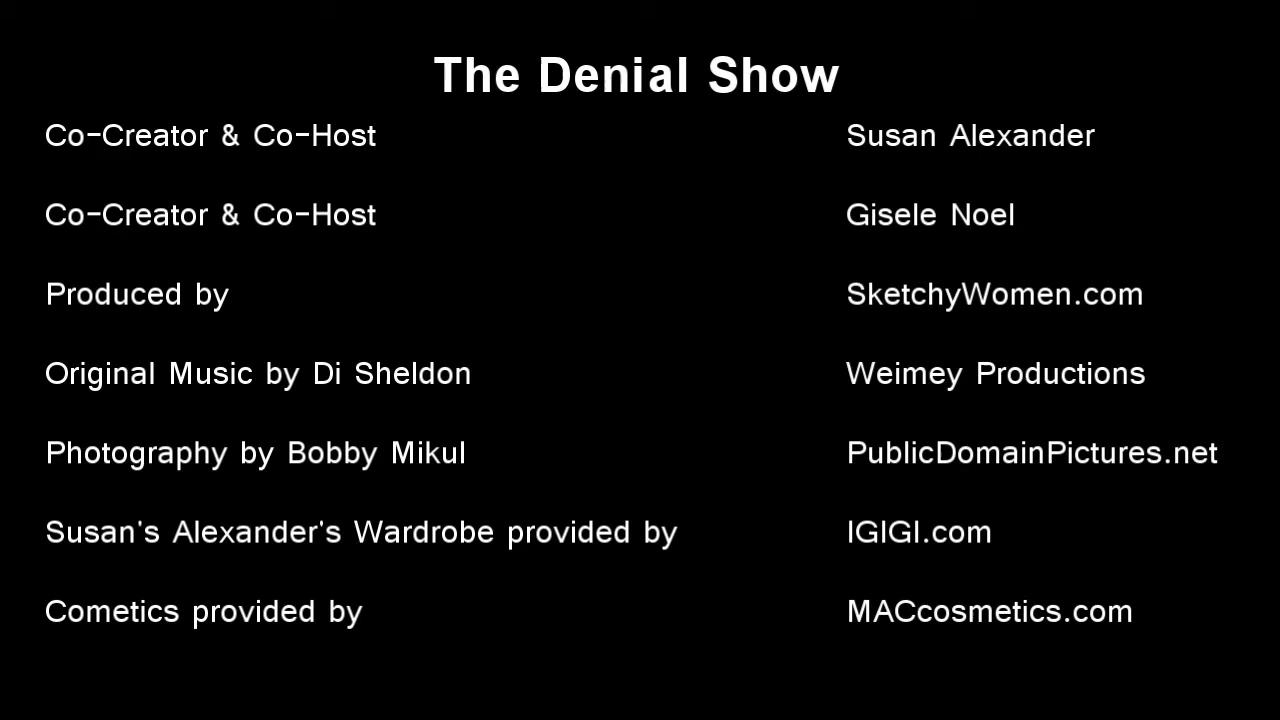 The Denial Show
Co-Creator & Co-Host Susan Alexander
Co-Creator & Co-Host Gisele Noel
Produced by SketchyWomen.com
Original Music by Di Sheldon Weimey Productions
Photography by Bobby Mikul PublicDomainPictures.net
Susan's Alexander's Wardrobe provided by IGIGI.com
Cometics provided by MACcosmetics.com